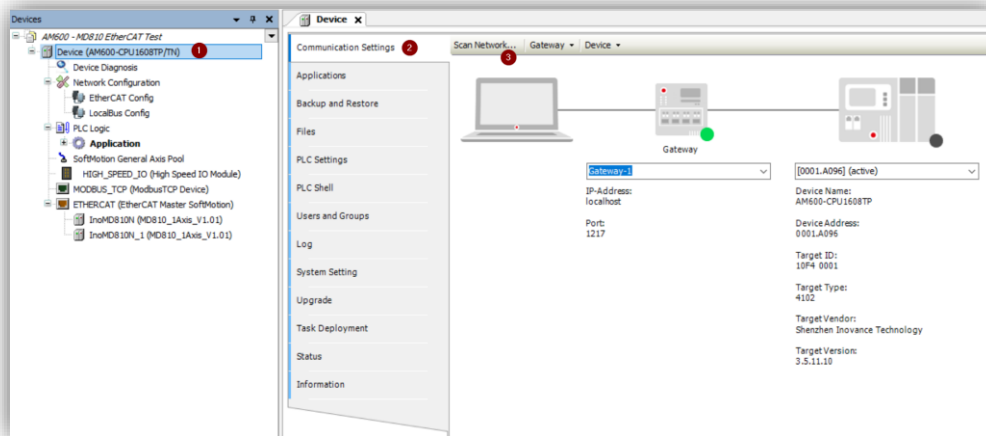 Devices
AM600 - MD810 EtherCAT Test
Device (AM600-CPU1608TP/TN) 1
Device Diagnosis
Network Configuration
EtherCAT Config
LocalBus Config
PLC Logic
Application
SoftMotion General Axis Pool
HIGH_SPEED_IO (High Speed IO Module)
MODBUS_TCP (ModbusTCP Device)
ETHERCAT (EtherCAT Master SoftMotion)
InoMD810N (MD810_1Axis_V1.01)
InoMD810N_1 (MD810_1Axis_V1.01)
Device
Communication Settings 2
Applications
Backup and Restore
Files
PLC Settings
PLC Shell
Users and Groups
Log
System Setting
Upgrade
Task Deployment
Status
Information
Scan Network... Gateway Device
3
Gateway
Gateway-1
IP-Address:
localhost
Port:
1217
[0001.A096] (active)
Device Name:
AM600-CPU1608TP
Device Address:
0001.A096
Target ID:
10F4 0001
Target Type:
4102
Target Vendor:
Shenzhen Inovance Technology
Target Version:
3.5.11.10